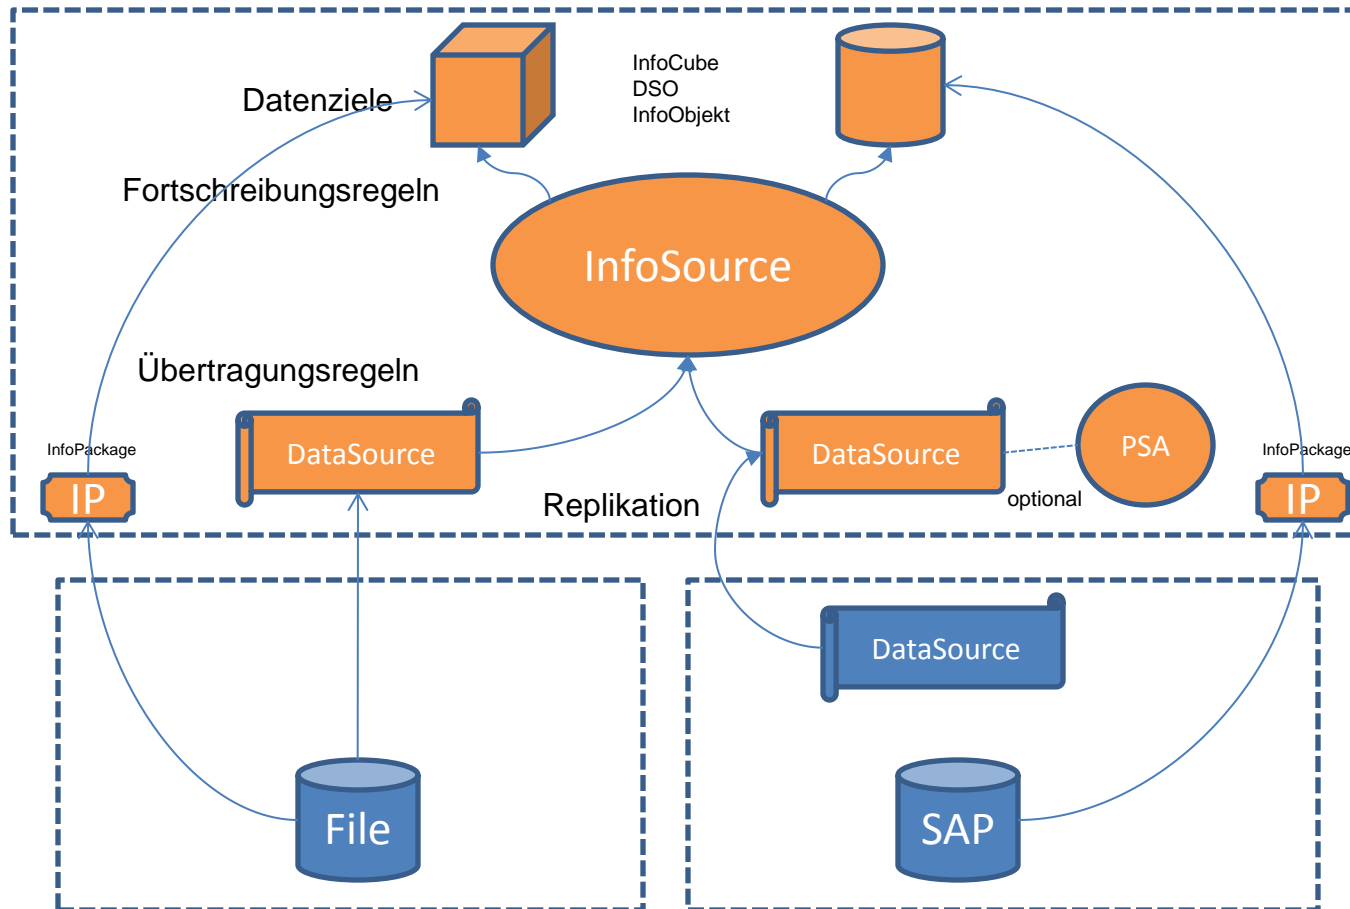 InfoCube
DSO
InfoObjekt
Datenziele
Fortschreibungsregeln
InfoSource
Übertragungsregeln
InfoPackage
IP
DataSource
DataSource
PSA
InfoPackage
IP
optional
Replikation
DataSource
File
SAP